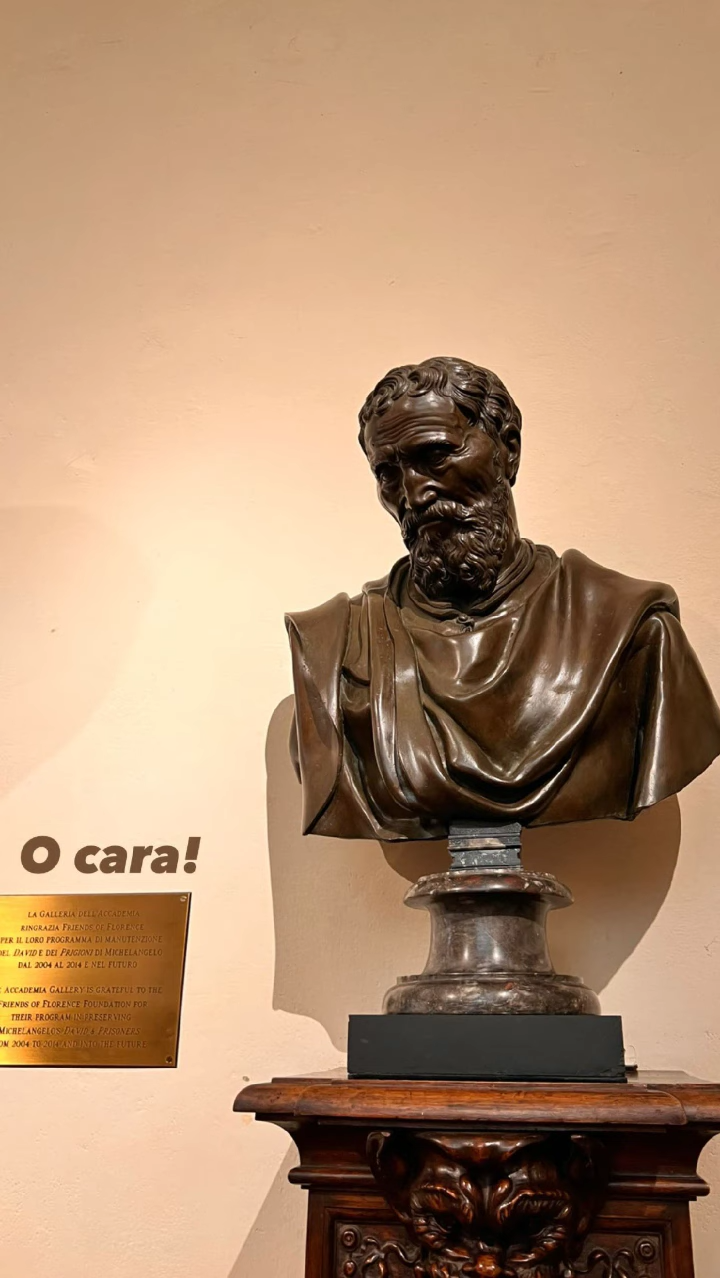 O cara!
LA GALLERIA DELL'ACCADEMIA
RINGRAZIA FRIENDS OF FLORENCE
PER IL LORO PROGRAMMA DI MANUTENZIONE
DEL DAVID E DEI PRIGIONI DI MICHELANGELO
DAL 2004 AL 2014 E NEL FUTURO
ACCADEMIA GALLERY IS GRATEFUL TO THE
FRIENDS OF FLORENCE FOUNDATION FOR
THEIR PROGRAM IN PRESERVING
MICHELANGELO'S DAVID & PRISONERS
OM 2004 TO 2014 AND INTO THE FUTURE